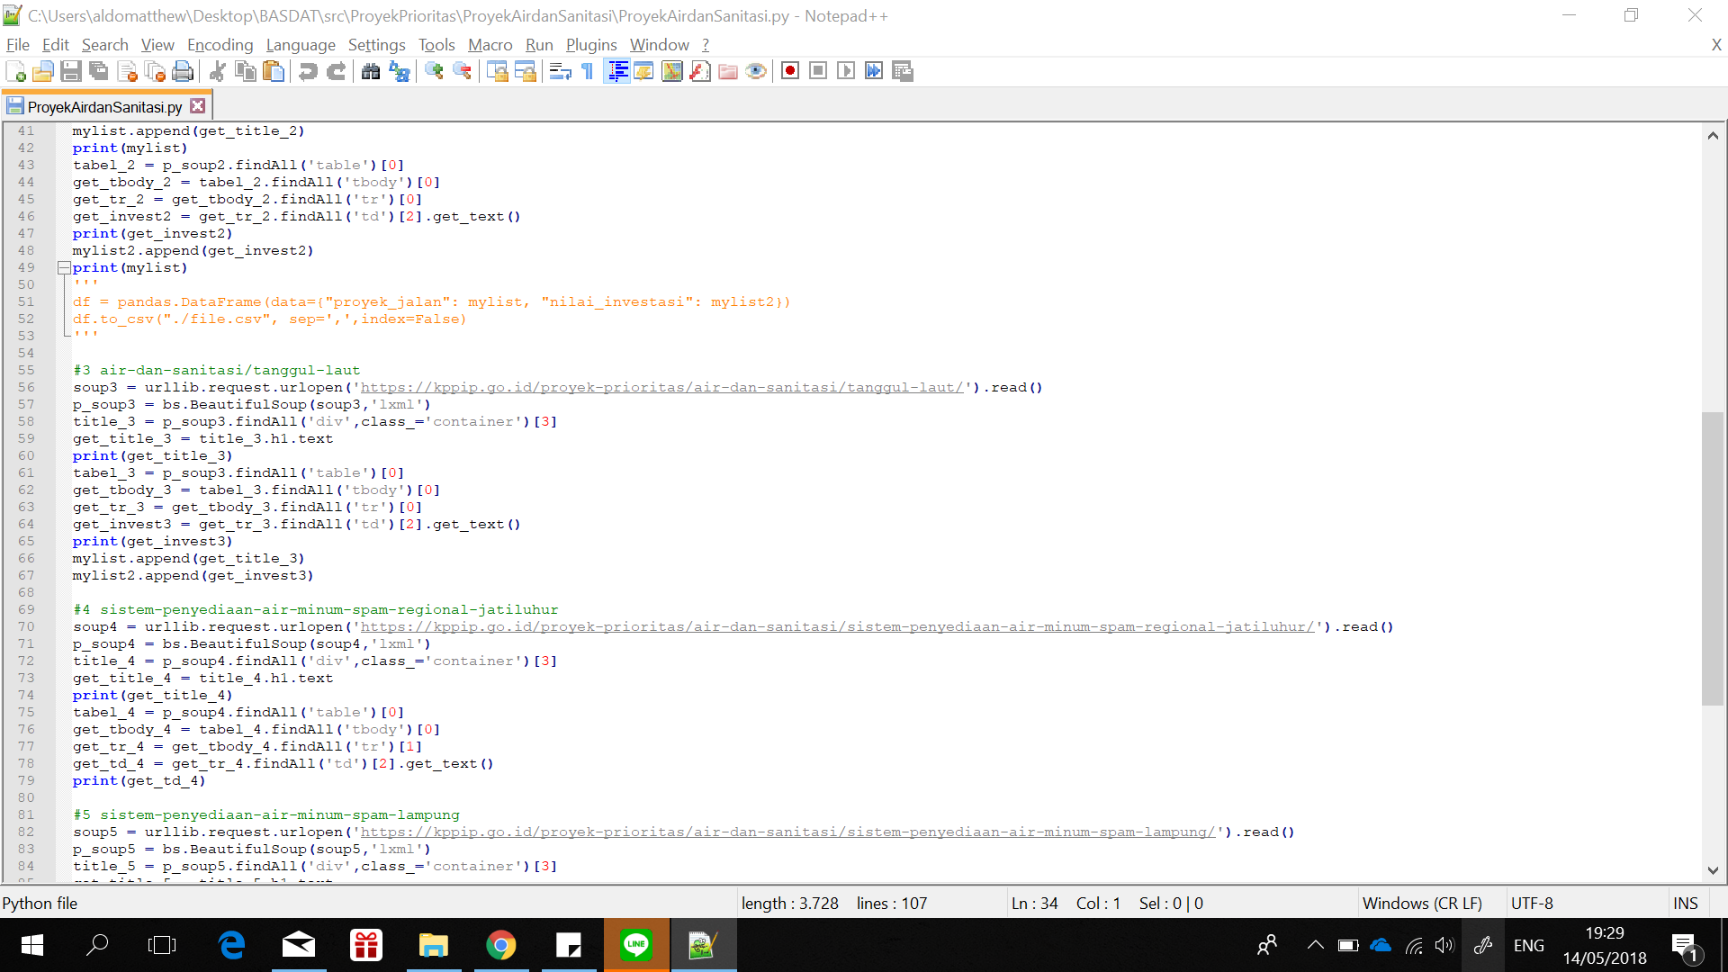 C:\Users\aldomatthew\Desktop\BASDAT\src\ProyekPrioritas\ProyekAirdanSanitasi\ProyekAirdanSanitasi.py - Notepad++
File Edit Search View Encoding Language Settings Tools Macro Run Plugins Window ? X
ProyekAirdanSanitasi.py
41 mylist.append(get_title_2)
42 print(mylist)
43 tabel_2 = p_soup2.findAll('table')[0]
44 get_tbody_2 = tabel_2.findAll('tbody')[0]
45 get_tr_2 = get_tbody_2.findAll('tr')[0]
46 get_invest2 = get_tr_2.findAll('td')[2].get_text()
47 print(get_invest2)
48 mylist2.append(get_invest2)
49 print(mylist)
50 '''
51 df = pandas.DataFrame(data={"proyek_jalan": mylist, "nilai_investasi": mylist2})
52 df.to_csv("./file.csv", sep=',',index=False)
53 '''
54
55 #3 air-dan-sanitasi/tanggul-laut
56 soup3 = urllib.request.urlopen('https://kppip.go.id/proyek-prioritas/air-dan-sanitasi/tanggul-laut/').read()
57 p_soup3 = bs.BeautifulSoup(soup3,'lxml')
58 title_3 = p_soup3.findAll('div',class_='container')[3]
59 get_title_3 = title_3.h1.text
60 print(get_title_3)
61 tabel_3 = p_soup3.findAll('table')[0]
62 get_tbody_3 = tabel_3.findAll('tbody')[0]
63 get_tr_3 = get_tbody_3.findAll('tr')[0]
64 get_invest3 = get_tr_3.findAll('td')[2].get_text()
65 print(get_invest3)
66 mylist.append(get_title_3)
67 mylist2.append(get_invest3)
68
69 #4 sistem-penyediaan-air-minum-spam-regional-jatiluhur
70 soup4 = urllib.request.urlopen('https://kppip.go.id/proyek-prioritas/air-dan-sanitasi/sistem-penyediaan-air-minum-spam-regional-jatiluhur/').read()
71 p_soup4 = bs.BeautifulSoup(soup4,'lxml')
72 title_4 = p_soup4.findAll('div',class_='container')[3]
73 get_title_4 = title_4.h1.text
74 print(get_title_4)
75 tabel_4 = p_soup4.findAll('table')[0]
76 get_tbody_4 = tabel_4.findAll('tbody')[0]
77 get_tr_4 = get_tbody_4.findAll('tr')[1]
78 get_td_4 = get_tr_4.findAll('td')[2].get_text()
79 print(get_td_4)
80
81 #5 sistem-penyediaan-air-minum-spam-lampung
82 soup5 = urllib.request.urlopen('https://kppip.go.id/proyek-prioritas/air-dan-sanitasi/sistem-penyediaan-air-minum-spam-lampung/').read()
83 p_soup5 = bs.BeautifulSoup(soup5,'lxml')
84 title_5 = p_soup5.findAll('div',class_='container')[3]
Python file length : 3.728 lines : 107 Ln : 34 Col : 1 Sel : 0 | 0 Windows (CR LF) UTF-8 INS
LINE ENG 19:29
14/05/2018 1